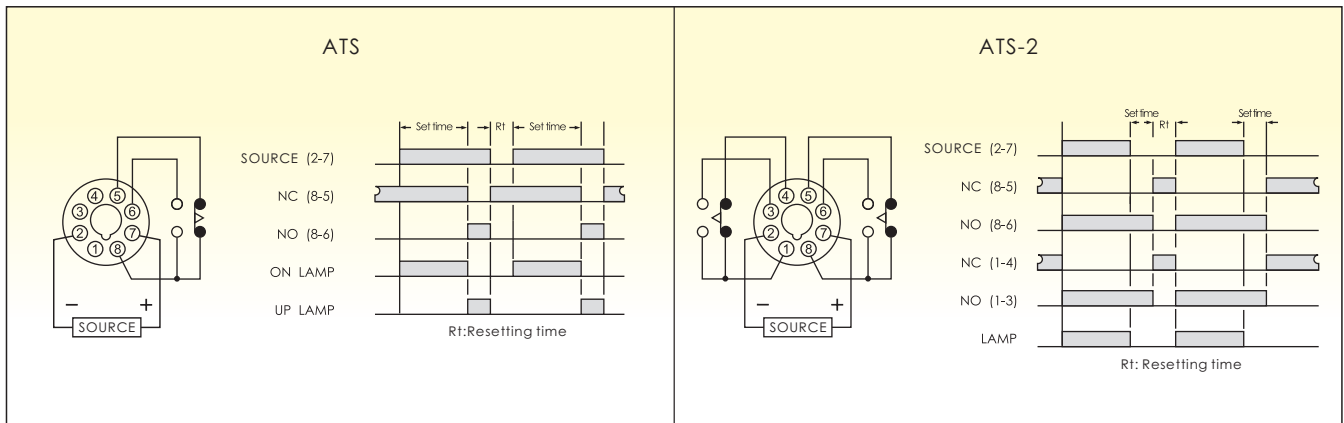 ATS
Set time
Rt
Set time
SOURCE (2-7)
NC (8-5)
NO (8-6)
ON LAMP
UP LAMP
4 5
3 6
2 7
1 8
− +
SOURCE
Rt:Resetting time
ATS-2
Set time
Rt
Set time
SOURCE (2-7)
NC (8-5)
NO (8-6)
NC (1-4)
NO (1-3)
LAMP
4 5
3 6
2 7
1 8
− +
SOURCE
Rt: Resetting time